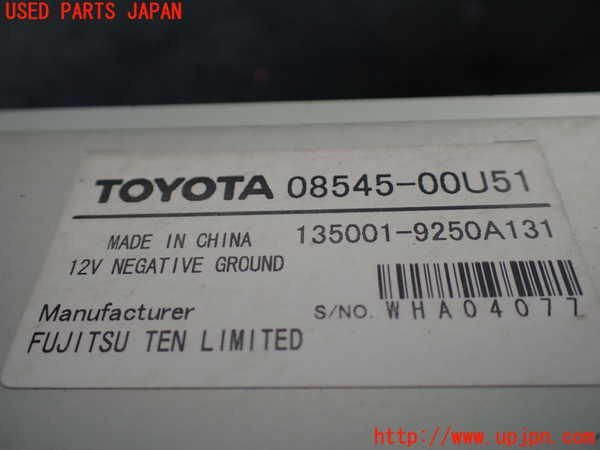 USED PARTS JAPAN
TOYOTA 08545-00U51
MADE IN CHINA 135001-9250A131
12V NEGATIVE GROUND
Manufacturer S/NO. WHA04077
FUJITSU TEN LIMITED
http://www.upjpn.com